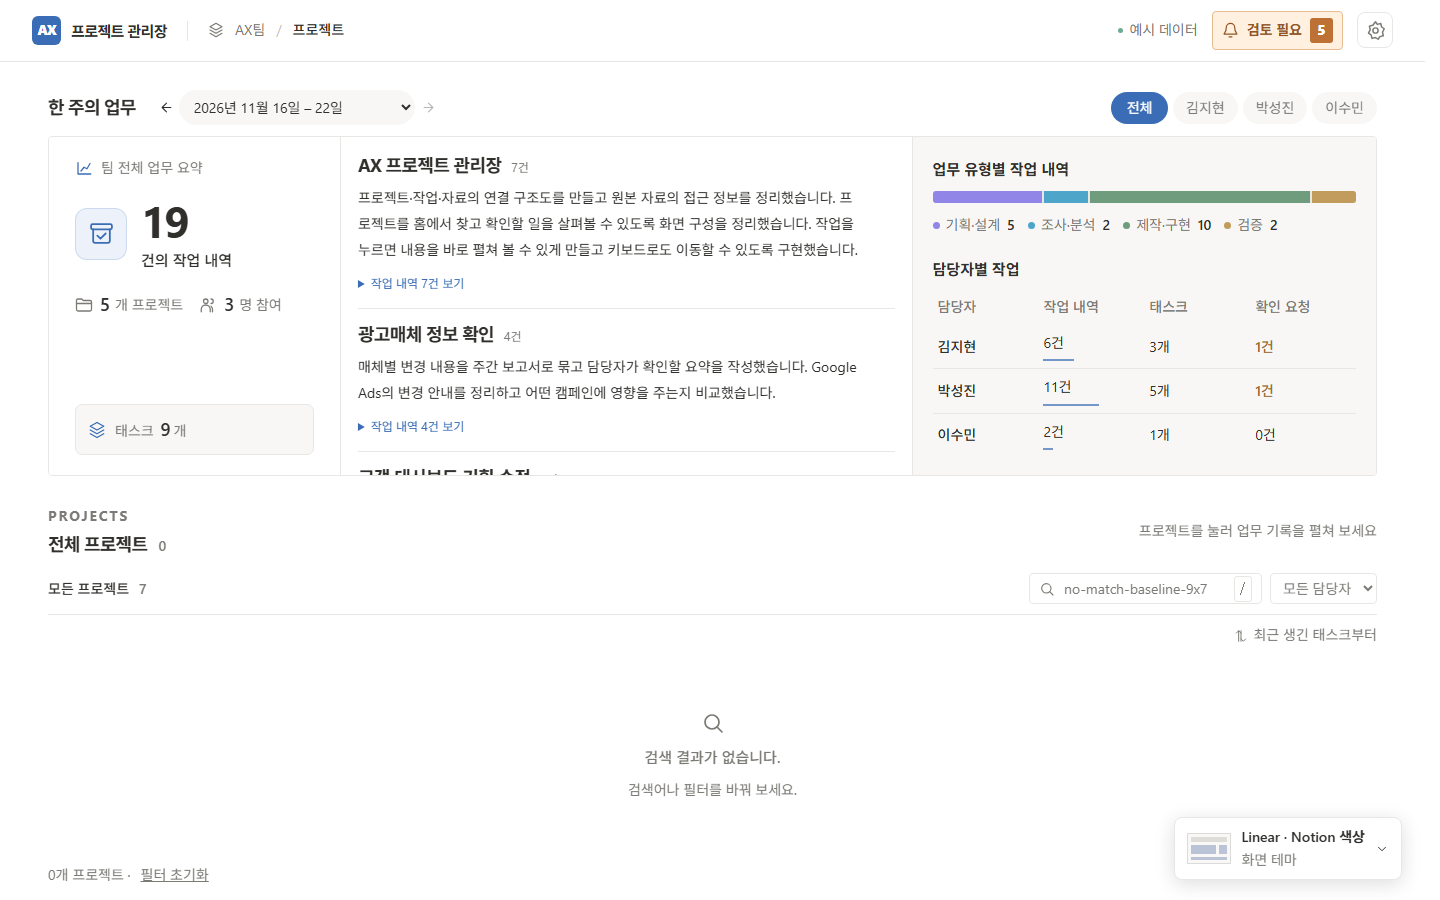 AX 프로젝트 관리장
AX팀 / 프로젝트
예시 데이터
검토 필요 5
한 주의 업무
← 2026년 11월 16일 – 22일 →
전체 김지현 박성진 이수민
팀 전체 업무 요약
19
건의 작업 내역
5 개 프로젝트 3 명 참여
태스크 9 개
AX 프로젝트 관리장 7건
프로젝트·작업·자료의 연결 구조도를 만들고 원본 자료의 접근 정보를 정리했습니다. 프
로젝트를 홈에서 찾고 확인할 일을 살펴볼 수 있도록 화면 구성을 정리했습니다. 작업을
누르면 내용을 바로 펼쳐 볼 수 있게 만들고 키보드로도 이동할 수 있도록 구현했습니다.
▶ 작업 내역 7건 보기
광고매체 정보 확인 4건
매체별 변경 내용을 주간 보고서로 묶고 담당자가 확인할 요약을 작성했습니다. Google
Ads의 변경 안내를 정리하고 어떤 캠페인에 영향을 주는지 비교했습니다.
▶ 작업 내역 4건 보기
업무 유형별 작업 내역
기획·설계 5 조사·분석 2 제작·구현 10 검증 2
담당자별 작업
담당자 작업 내역 태스크 확인 요청
김지현 6건 3개 1건
박성진 11건 5개 1건
이수민 2건 1개 0건
PROJECTS
전체 프로젝트 0
프로젝트를 눌러 업무 기록을 펼쳐 보세요
모든 프로젝트 7
no-match-baseline-9x7 /
모든 담당자
최근 생긴 태스크부터
검색 결과가 없습니다.
검색어나 필터를 바꿔 보세요.
0개 프로젝트 · 필터 초기화
Linear · Notion 색상
화면 테마